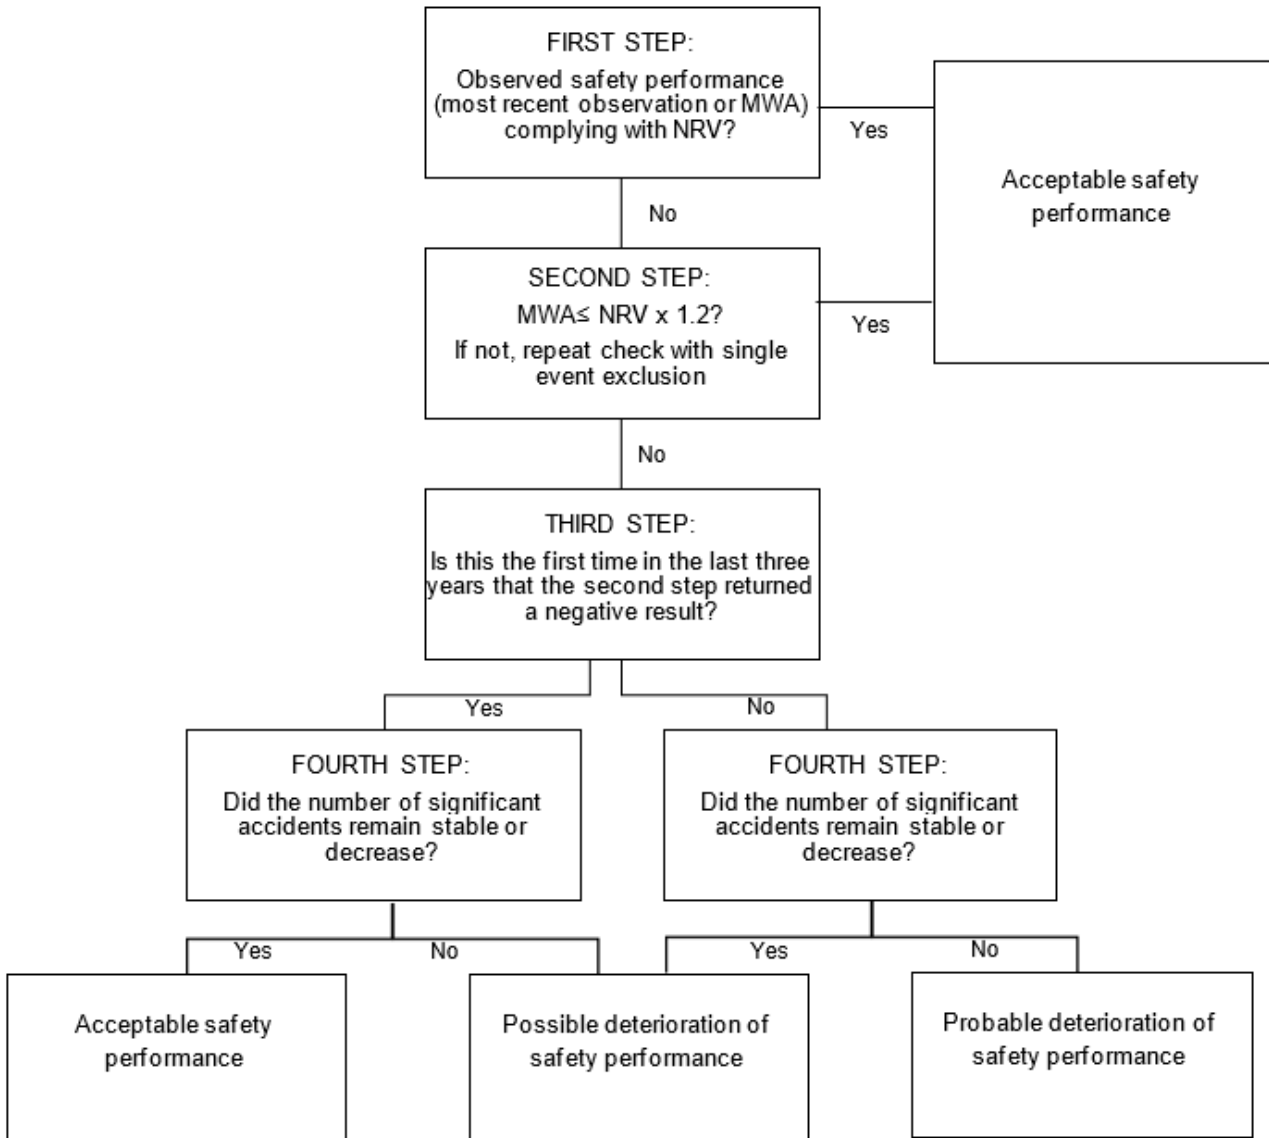 FIRST STEP:
Observed safety performance
(most recent observation or MWA)
complying with NRV?
Yes
Acceptable safety
performance
No
SECOND STEP:
MWA≤ NRV x 1.2?
If not, repeat check with single
event exclusion
Yes
No
THIRD STEP:
Is this the first time in the last three
years that the second step returned
a negative result?
Yes
No
FOURTH STEP:
Did the number of significant
accidents remain stable or
decrease?
FOURTH STEP:
Did the number of significant
accidents remain stable or
decrease?
Yes
No
Yes
No
Acceptable safety
performance
Possible deterioration of
safety performance
Probable deterioration of
safety performance